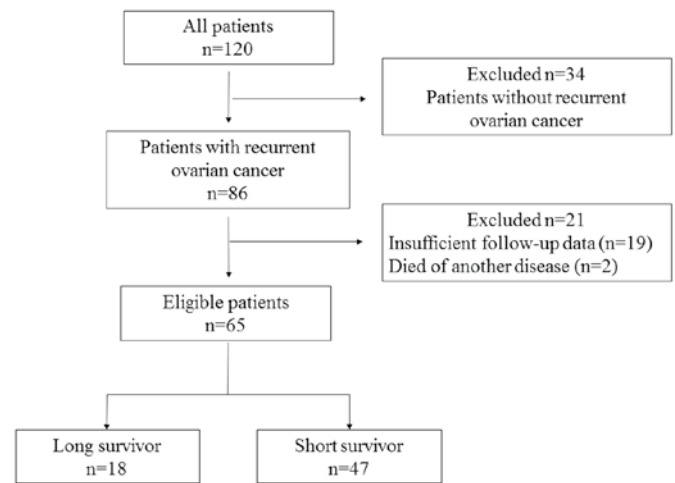 All patients
n=120
Excluded n=34
Patients without recurrent
ovarian cancer
Patients with recurrent
ovarian cancer
n=86
Excluded n=21
Insufficient follow-up data (n=19)
Died of another disease (n=2)
Eligible patients
n=65
Long survivor
n=18
Short survivor
n=47